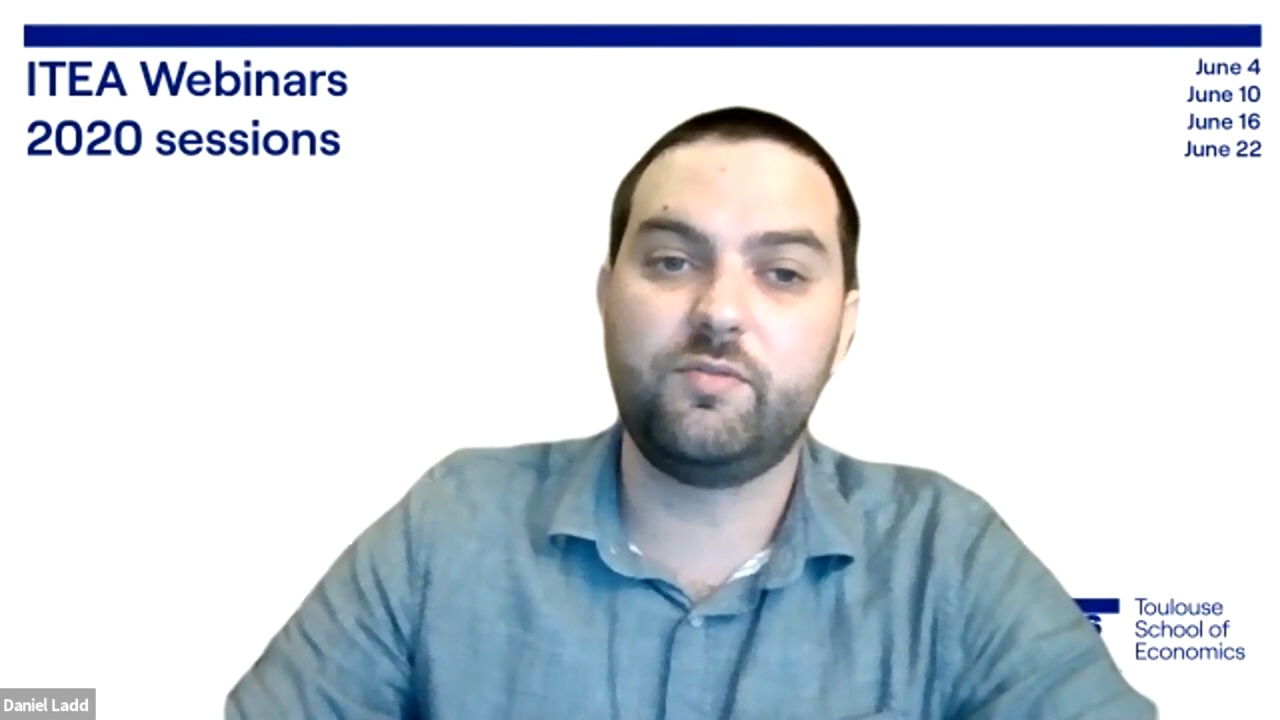 ITEA Webinars
2020 sessions
June 4
June 10
June 16
June 22
Toulouse
School of
Economics
Daniel Ladd